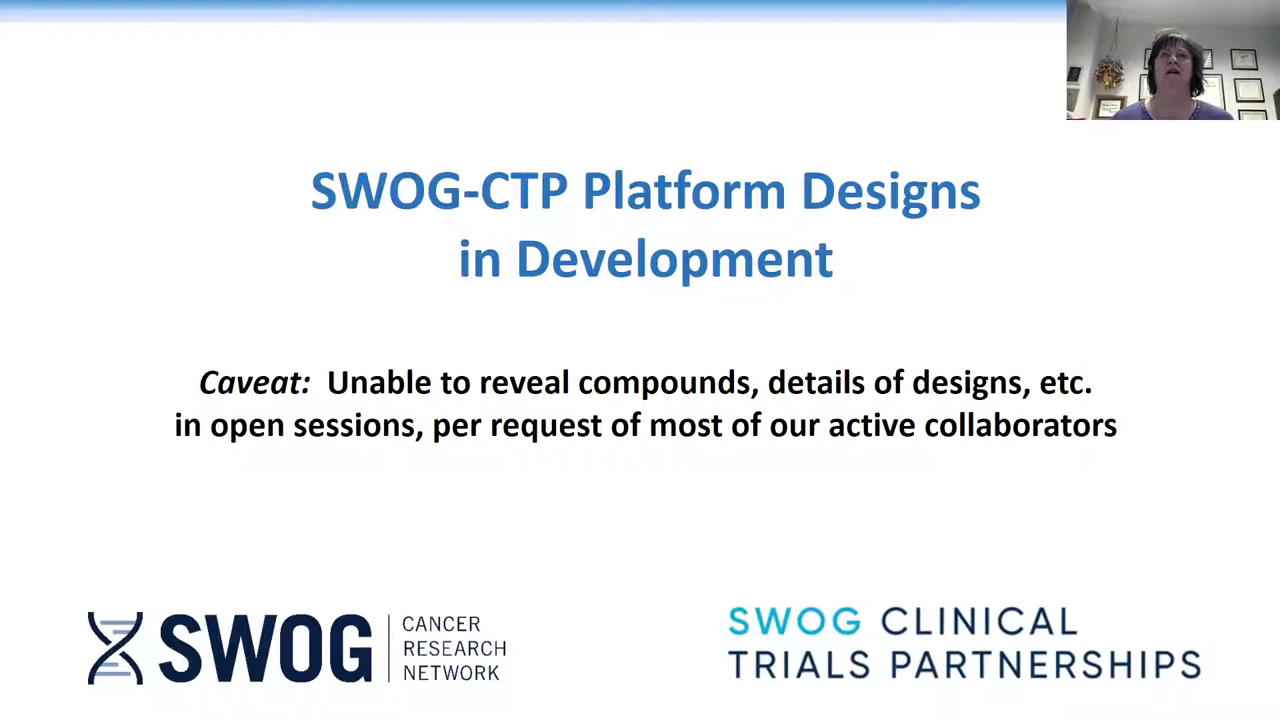 SWOG-CTP Platform Designs
in Development
Caveat: Unable to reveal compounds, details of designs, etc.
in open sessions, per request of most of our active collaborators
SWOG
CANCER
RESEARCH
NETWORK
SWOG CLINICAL
TRIALS PARTNERSHIPS